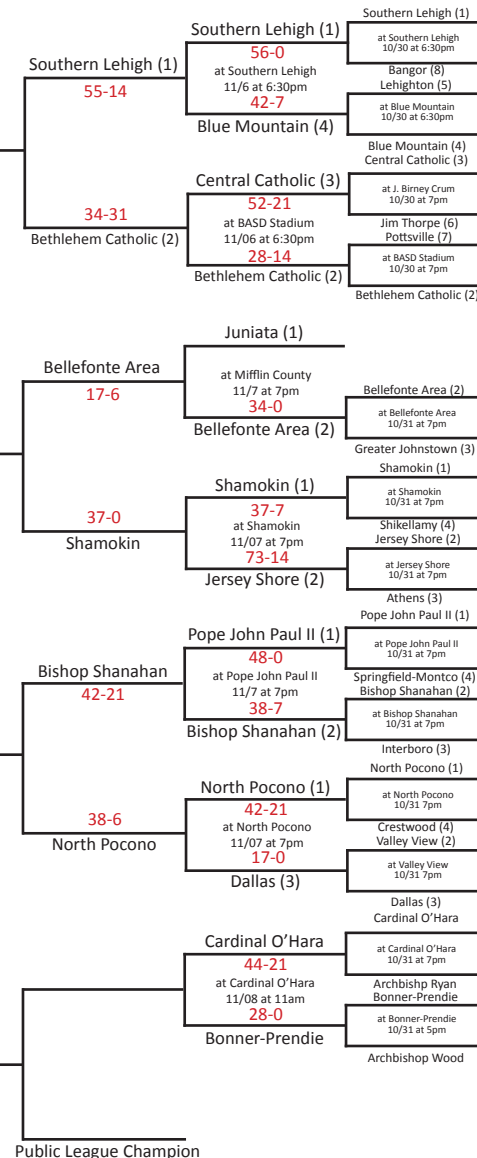 Southern Lehigh (1)
at Southern Lehigh
10/30 at 6:30pm
Bangor (8)
Southern Lehigh (1)
56-0
at Southern Lehigh
11/6 at 6:30pm
42-7
Blue Mountain (4)
Lehighton (5)
at Blue Mountain
10/30 at 6:30pm
Blue Mountain (4)
Southern Lehigh (1)
55-14
Central Catholic (3)
at J. Birney Crum
10/30 at 7pm
Jim Thorpe (6)
Central Catholic (3)
52-21
at BASD Stadium
11/06 at 6:30pm
28-14
Bethlehem Catholic (2)
Pottsville (7)
at BASD Stadium
10/30 at 7pm
Bethlehem Catholic (2)
34-31
Bethlehem Catholic (2)
Juniata (1)
at Mifflin County
11/7 at 7pm
34-0
Bellefonte Area (2)
Bellefonte Area (2)
at Bellefonte Area
10/31 at 7pm
Greater Johnstown (3)
Bellefonte Area
17-6
Shamokin (1)
at Shamokin
10/31 at 7pm
Shikellamy (4)
Shamokin (1)
37-7
at Shamokin
11/07 at 7pm
73-14
Jersey Shore (2)
Jersey Shore (2)
at Jersey Shore
10/31 at 7pm
Athens (3)
37-0
Shamokin
Pope John Paul II (1)
at Pope John Paul II
10/31 at 7pm
Springfield-Montco (4)
Pope John Paul II (1)
48-0
at Pope John Paul II
11/7 at 7pm
38-7
Bishop Shanahan (2)
Bishop Shanahan (2)
at Bishop Shanahan
10/31 at 7pm
Interboro (3)
Bishop Shanahan
42-21
North Pocono (1)
at North Pocono
10/31 7pm
Crestwood (4)
North Pocono (1)
42-21
at North Pocono
11/07 at 7pm
17-0
Dallas (3)
Valley View (2)
at Valley View
10/31 7pm
Dallas (3)
38-6
North Pocono
Cardinal O’Hara
at Cardinal O’Hara
10/31 at 7pm
Archbishp Ryan
Cardinal O’Hara
44-21
at Cardinal O’Hara
11/08 at 11am
28-0
Bonner-Prendie
Bonner-Prendie
at Bonner-Prendie
10/31 at 5pm
Archbishop Wood
Public League Champion